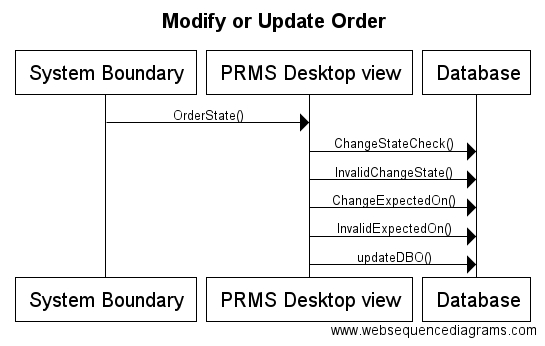 Modify or Update Order
System Boundary PRMS Desktop view Database
OrderState()
ChangeStateCheck()
InvalidChangeState()
ChangeExpectedOn()
InvalidExpectedOn()
updateDBO()
System Boundary PRMS Desktop view Database
www.websequencediagrams.com